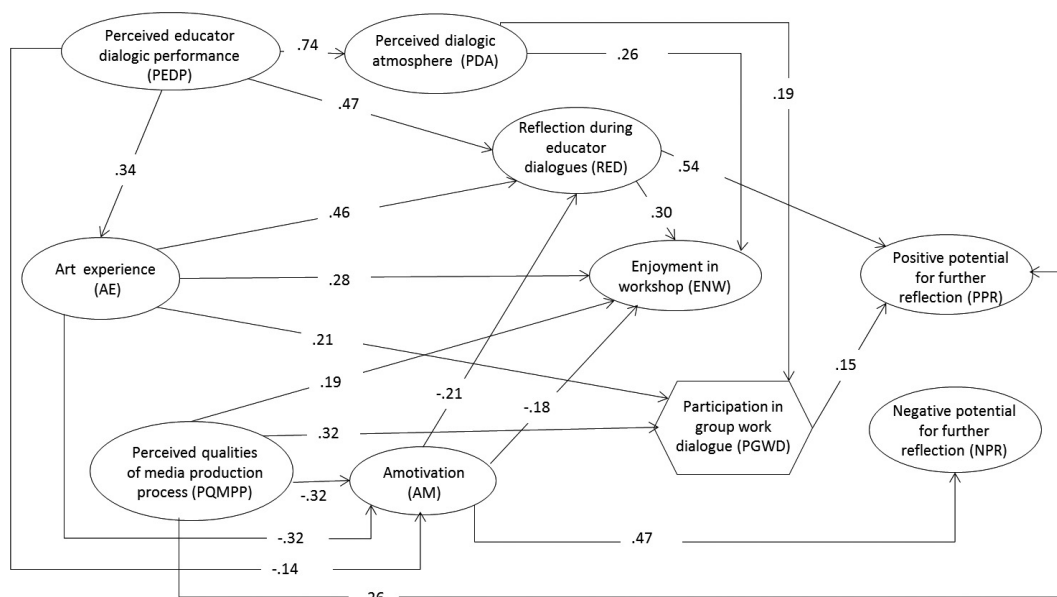 Perceived educator
dialogic performance
(PEDP)
.74
Perceived dialogic
atmosphere (PDA)
.26
.19
.47
Reflection during
educator
dialogues (RED)
.54
.34
.46
.30
Art experience
(AE)
.28
Enjoyment in
workshop (ENW)
Positive potential
for further
reflection (PPR)
.21
.15
.19
-.21
-.18
Participation in
group work
dialogue (PGWD)
Negative potential
for further
reflection (NPR)
.32
Perceived qualities
of media production
process (PQMPP)
-.32
Amotivation
(AM)
-.32
.47
-.14